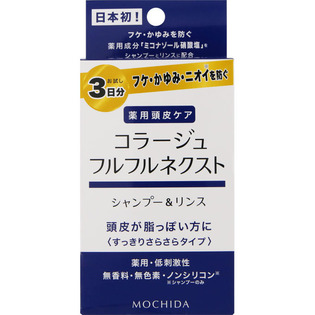 日本初!
フケ・かゆみを防ぐ
薬用成分「ミコナゾール硝酸塩」を
シャンプーとリンスに配合
お試し
3日分
フケ・かゆみ・ニオイを防ぐ
薬用頭皮ケア
コラージュ
フルフルネクスト
シャンプー&リンス
頭皮が脂っぽい方に
〈すっきりさらさらタイプ〉
薬用・低刺激性
無香料・無色素・ノンシリコン※
※シャンプーのみ
MOCHIDA